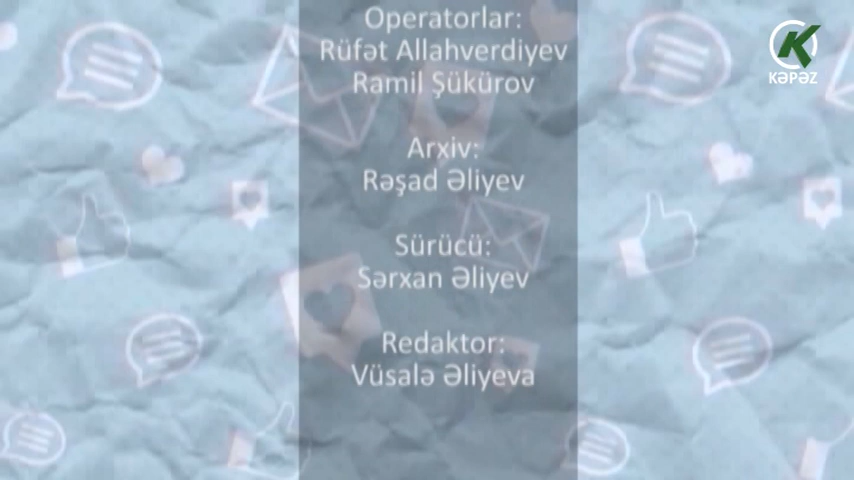 Operatorlar:
Rüfət Allahverdiyev
Ramil Şükürov
Arxiv:
Rəşad Əliyev
Sürücü:
Sərxan Əliyev
Redaktor:
Vüsalə Əliyeva
K
KƏPƏZ